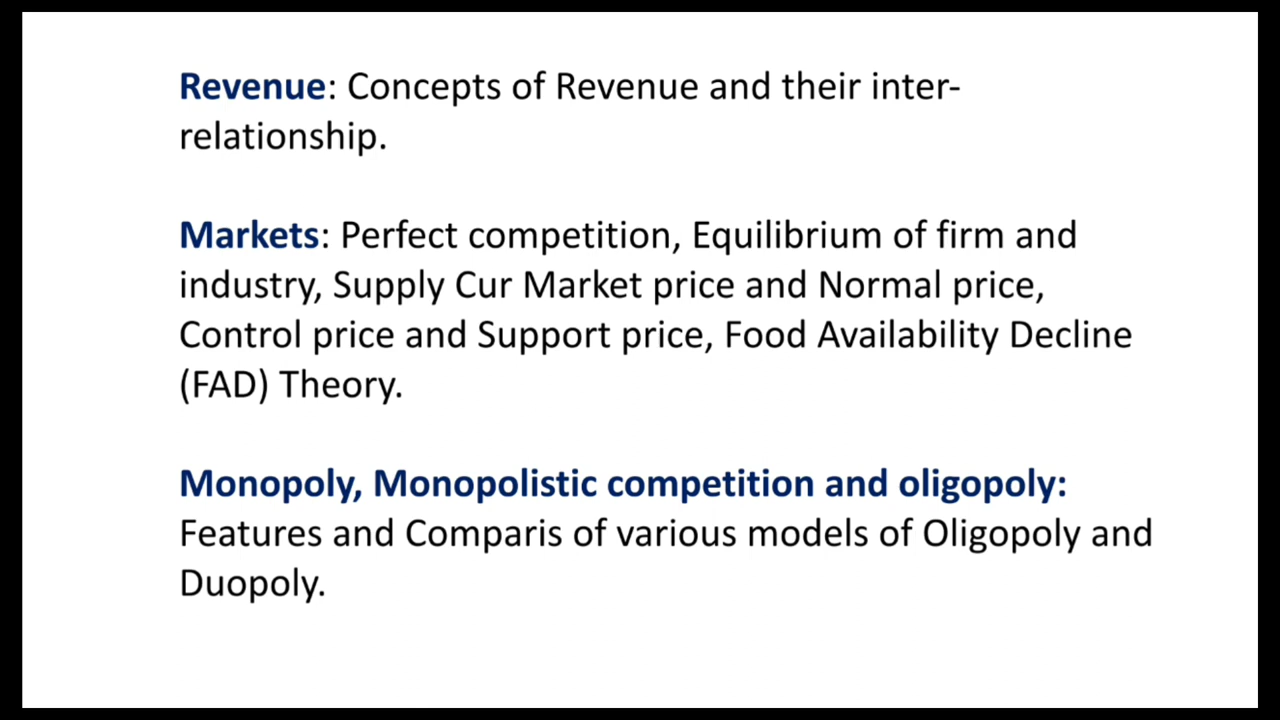 Revenue: Concepts of Revenue and their inter-
relationship.
Markets: Perfect competition, Equilibrium of firm and
industry, Supply Cur Market price and Normal price,
Control price and Support price, Food Availability Decline
(FAD) Theory.
Monopoly, Monopolistic competition and oligopoly:
Features and Comparis of various models of Oligopoly and
Duopoly.